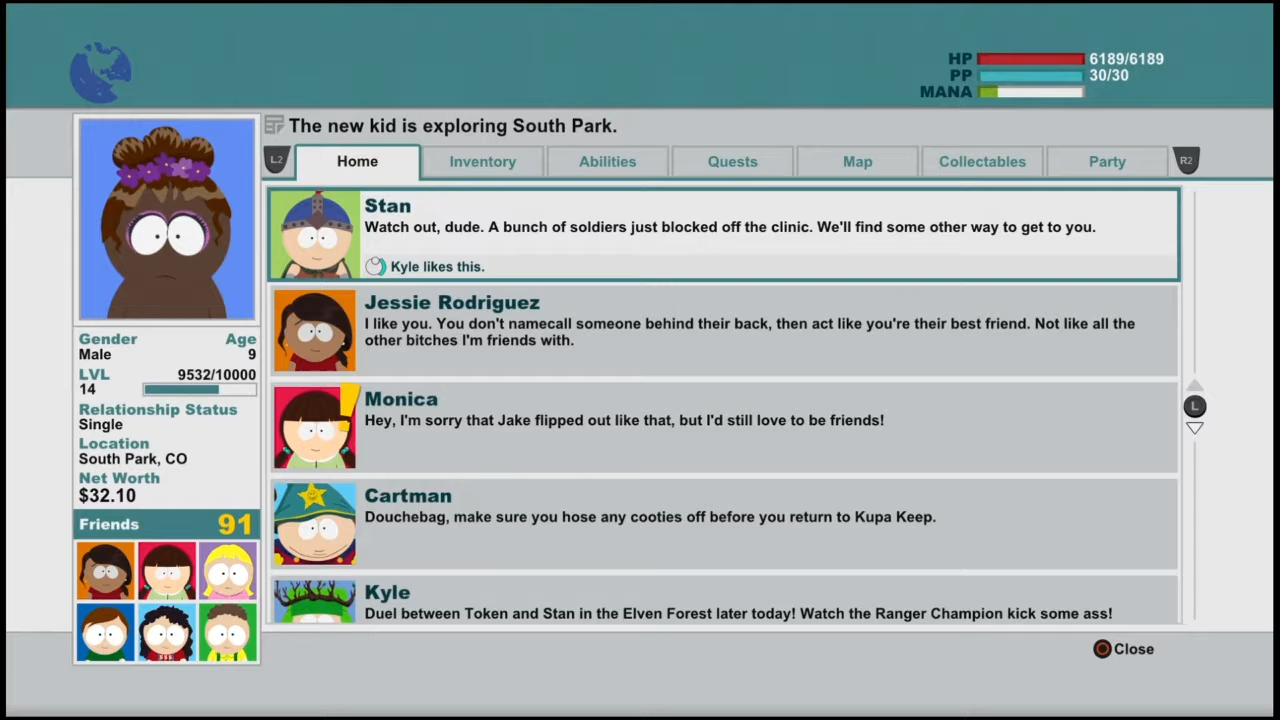 HP 6189/6189
PP 30/30
MANA
The new kid is exploring South Park.
L2 Home Inventory Abilities Quests Map Collectables Party R2
Gender Age
Male 9
LVL 9532/10000
14
Relationship Status
Single
Location
South Park, CO
Net Worth
$32.10
Friends 91
Stan
Watch out, dude. A bunch of soldiers just blocked off the clinic. We'll find some other way to get to you.
Kyle likes this.
Jessie Rodriguez
I like you. You don't namecall someone behind their back, then act like you're their best friend. Not like all the
other bitches I'm friends with.
Monica
Hey, I'm sorry that Jake flipped out like that, but I'd still love to be friends!
Cartman
Douchebag, make sure you hose any cooties off before you return to Kupa Keep.
Kyle
Duel between Token and Stan in the Elven Forest later today! Watch the Ranger Champion kick some ass!
L
Close